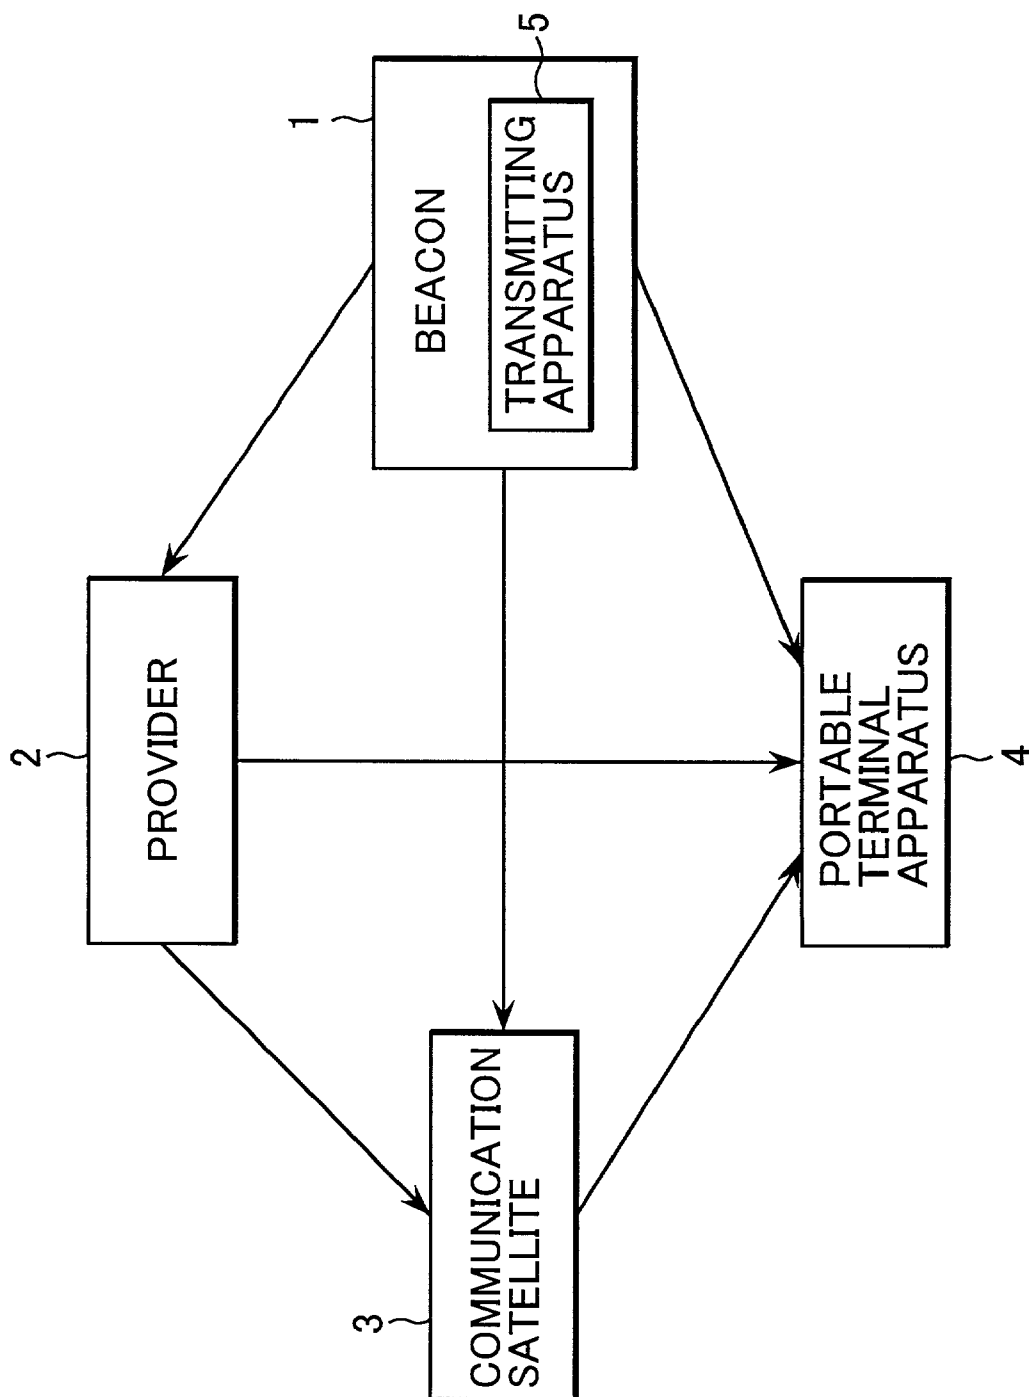 2
PROVIDER
1
BEACON
5
TRANSMITTING
APPARATUS
3
COMMUNICATION
SATELLITE
PORTABLE
TERMINAL
APPARATUS
4